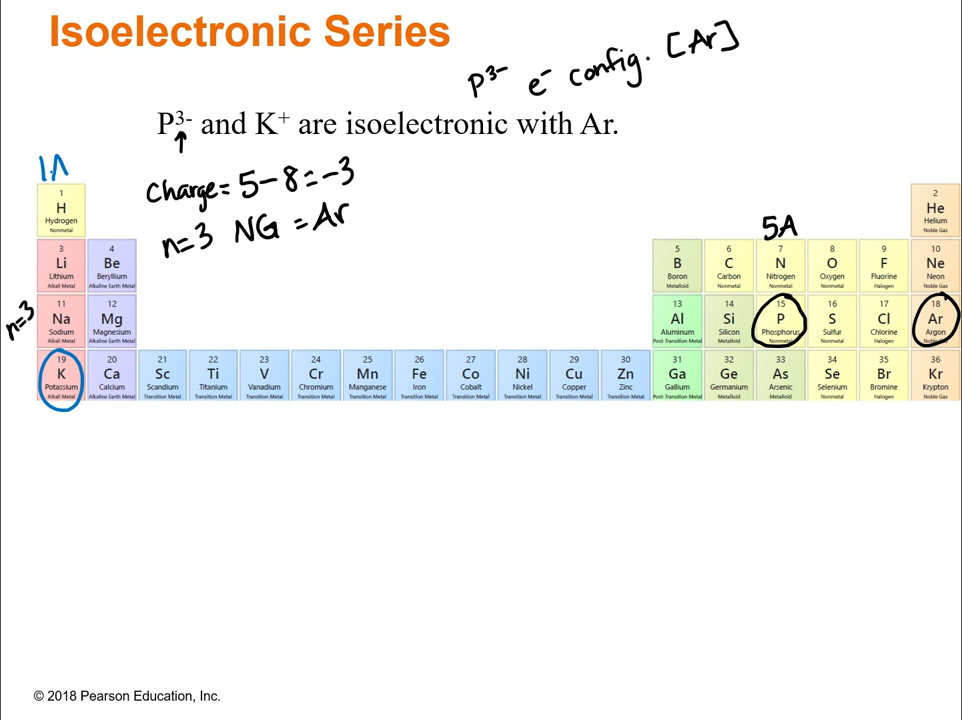 Isoelectronic Series
P³⁻ e⁻ config. [Ar]
P³⁻ and K⁺ are isoelectronic with Ar.
↑
1A
charge = 5 - 8 = -3
n=3 NG = Ar
5A
n=3
1 2
H He
Hydrogen Helium
Nonmetal Noble Gas
3 4 5 6 7 8 9 10
Li Be B C N O F Ne
Lithium Beryllium Boron Carbon Nitrogen Oxygen Fluorine Neon
Alkali Metal Alkaline Earth Metal Metalloid Nonmetal Nonmetal Nonmetal Halogen Noble Gas
11 12 13 14 15 16 17 18
Na Mg Al Si P S Cl Ar
Sodium Magnesium Aluminum Silicon Phosphorus Sulfur Chlorine Argon
Alkali Metal Alkaline Earth Metal Post-Transition Metal Metalloid Nonmetal Nonmetal Halogen Noble Gas
19 20 21 22 23 24 25 26 27 28 29 30 31 32 33 34 35 36
K Ca Sc Ti V Cr Mn Fe Co Ni Cu Zn Ga Ge As Se Br Kr
Potassium Calcium Scandium Titanium Vanadium Chromium Manganese Iron Cobalt Nickel Copper Zinc Gallium Germanium Arsenic Selenium Bromine Krypton
Alkali Metal Alkaline Earth Metal Transition Metal Transition Metal Transition Metal Transition Metal Transition Metal Transition Metal Transition Metal Transition Metal Transition Metal Transition Metal Post-Transition Metal Metalloid Metalloid Nonmetal Halogen Noble Gas
© 2018 Pearson Education, Inc.